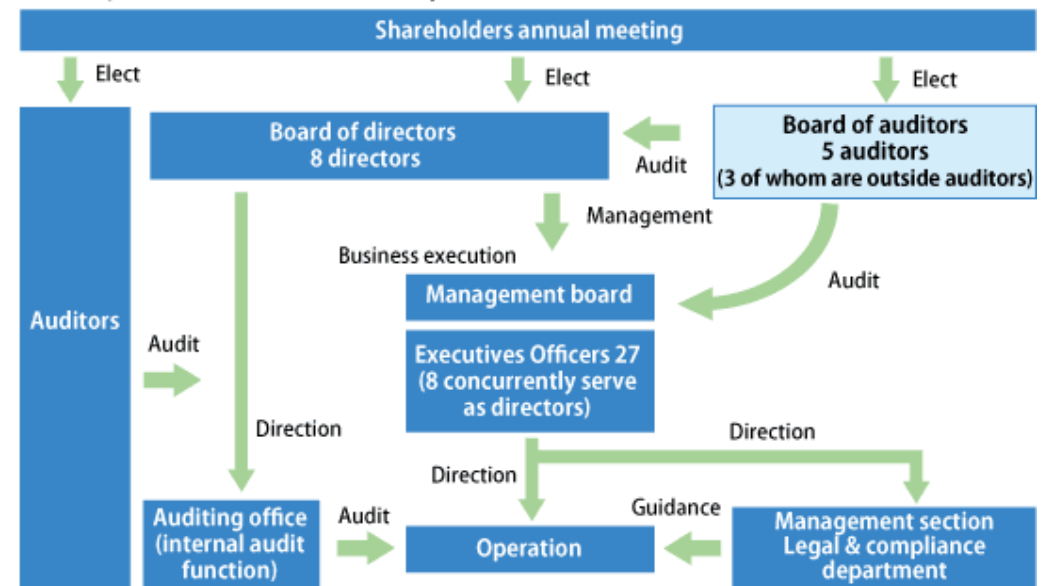 Shareholders annual meeting
Elect
Elect
Elect
Board of directors
8 directors
Audit
Board of auditors
5 auditors
(3 of whom are outside auditors)
Management
Business execution
Management board
Audit
Auditors
Audit
Executives Officers 27
(8 concurrently serve
as directors)
Direction
Direction
Direction
Auditing office
(internal audit
function)
Audit
Operation
Guidance
Management section
Legal & compliance
department